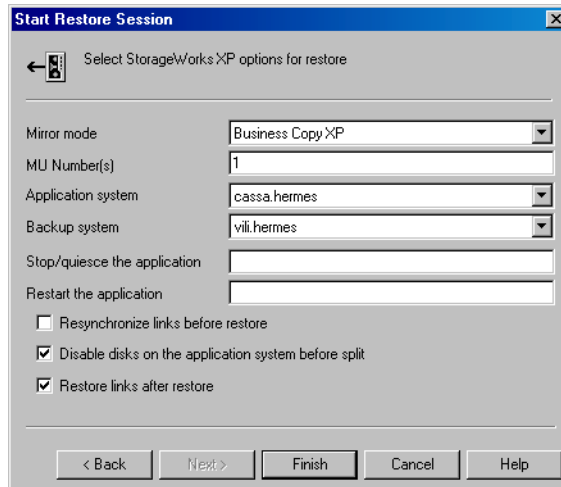 Start Restore Session
Select StorageWorks XP options for restore
Mirror mode
Business Copy XP
MU Number(s)
1
Application system
cassa.hermes
Backup system
vili.hermes
Stop/quiesce the application
Restart the application
Resynchronize links before restore
Disable disks on the application system before split
Restore links after restore
< Back Next > Finish Cancel Help